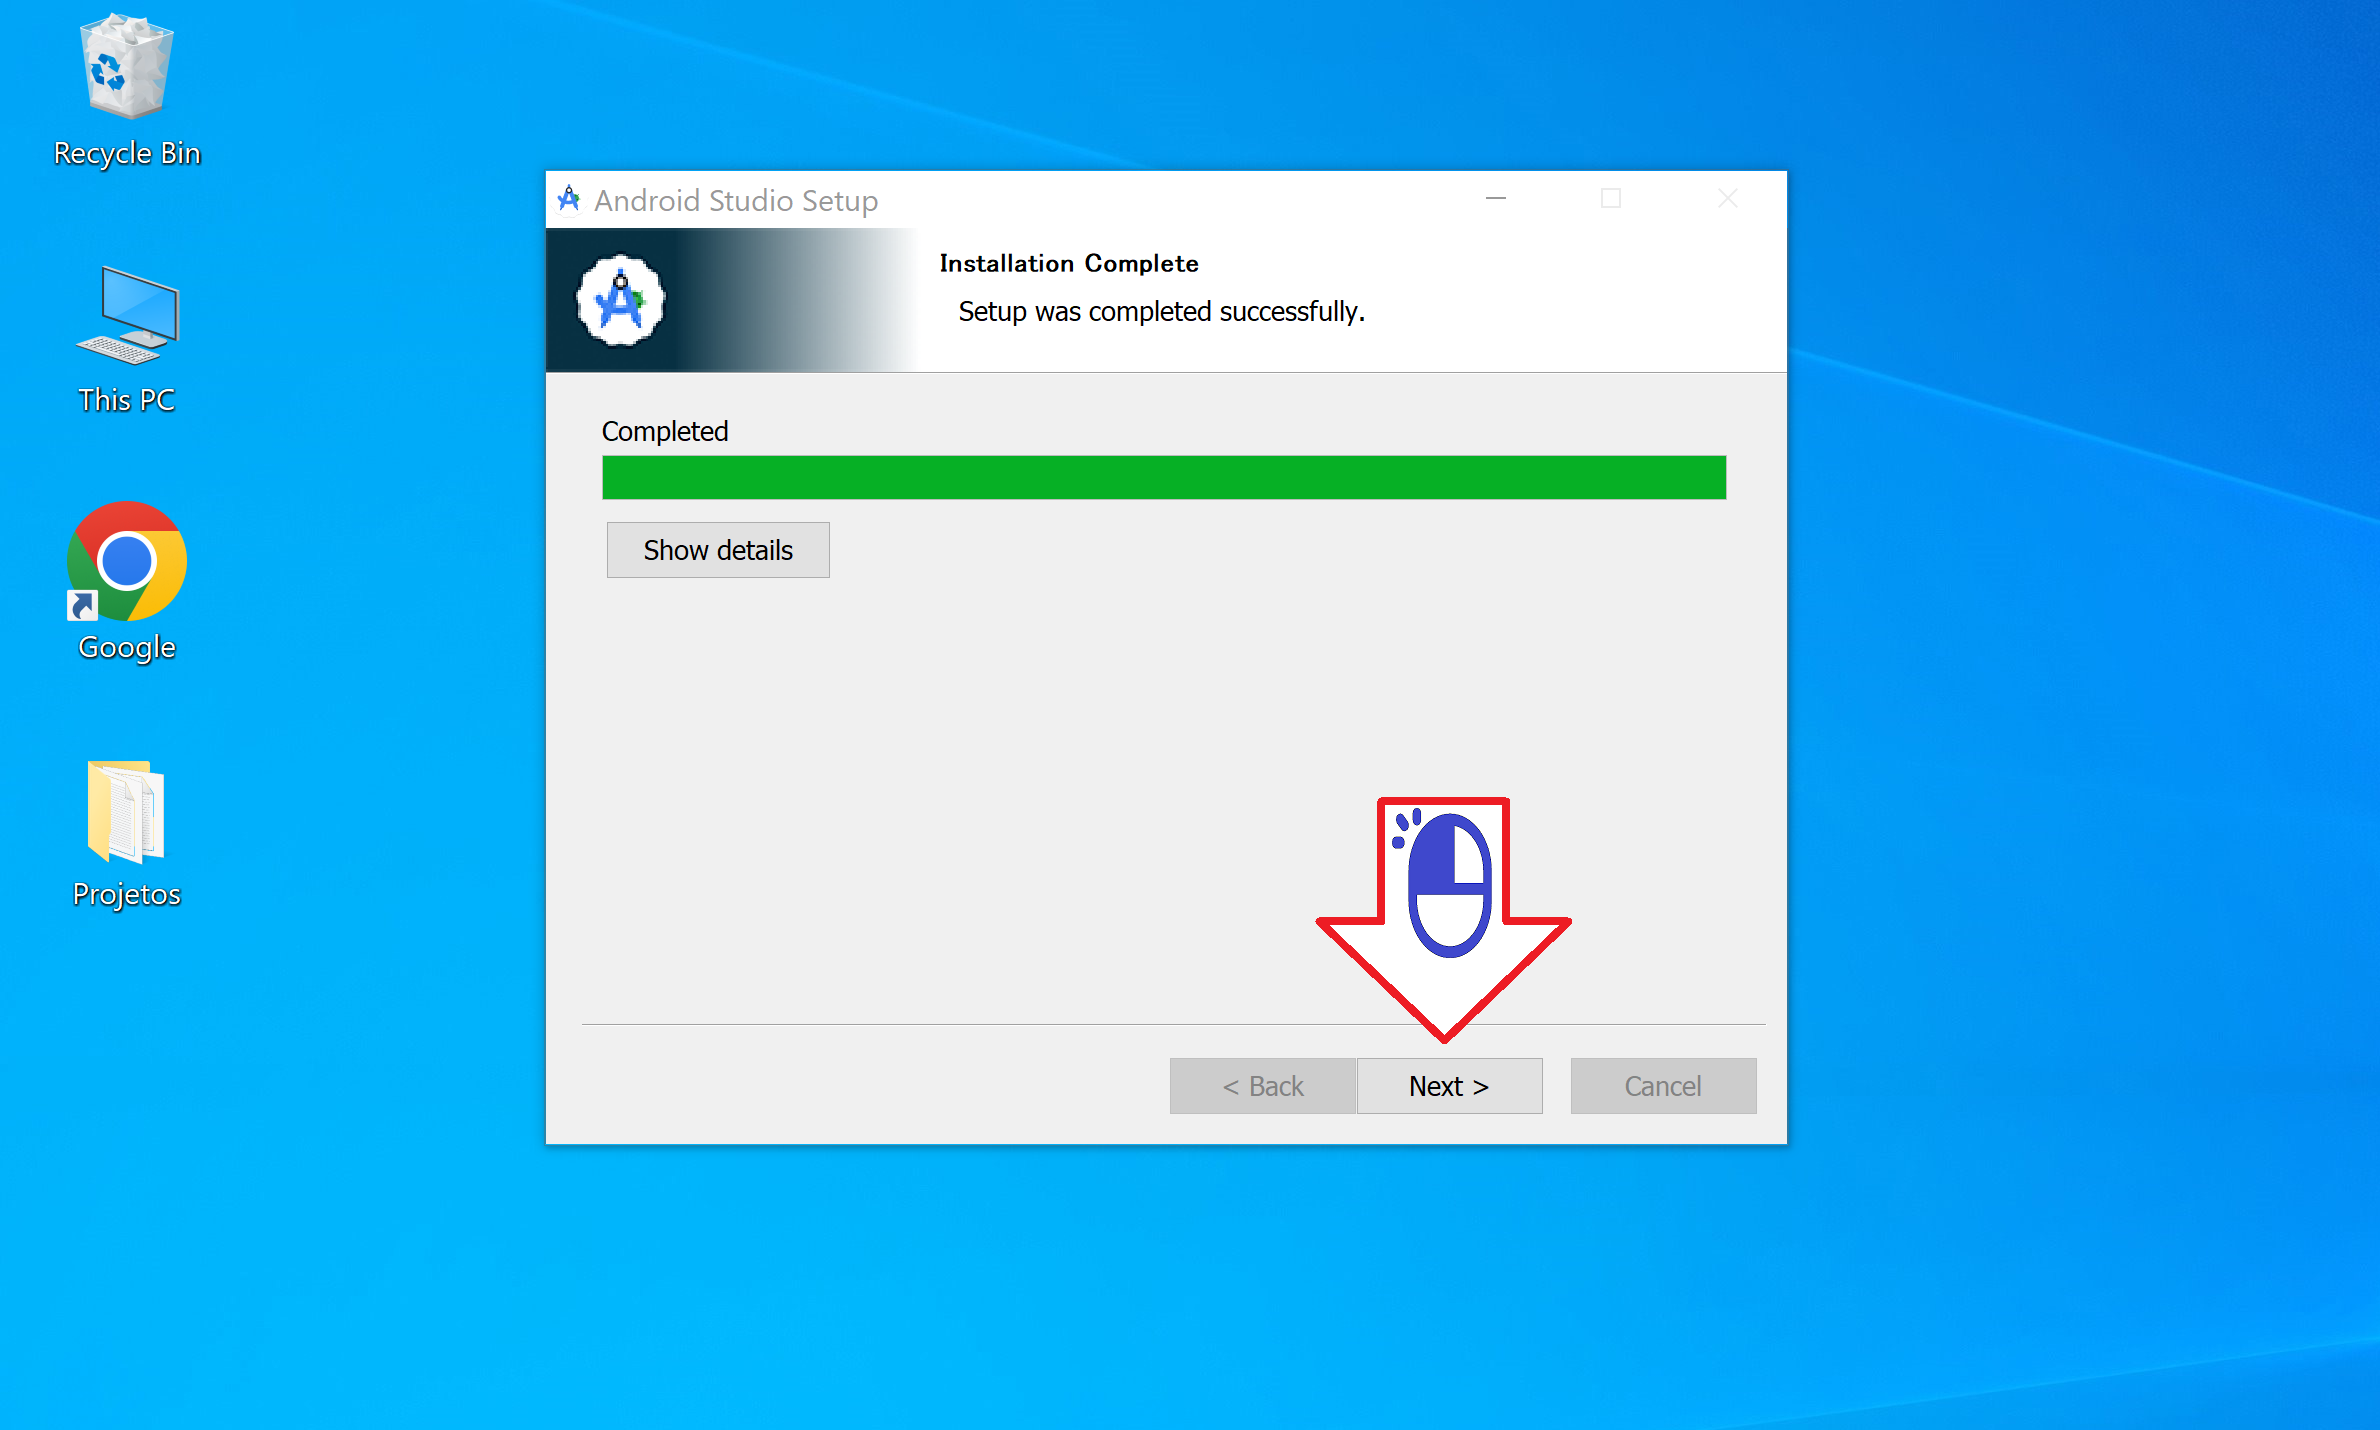 Recycle Bin
This PC
Google
Projetos
Android Studio Setup
Installation Complete
Setup was completed successfully.
Completed
Show details
< Back
Next >
Cancel